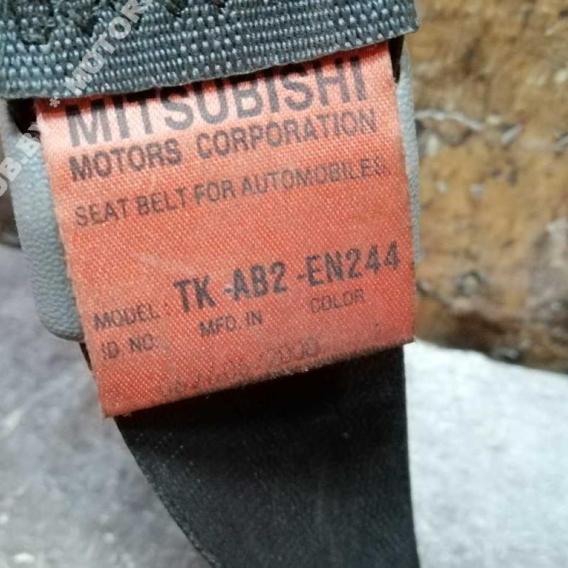 MITSUBISHI
MOTORS CORPORATION
SEAT BELT FOR AUTOMOBILES
MODEL: TK-AB2-EN244
ID NO. MFD. IN COLOR